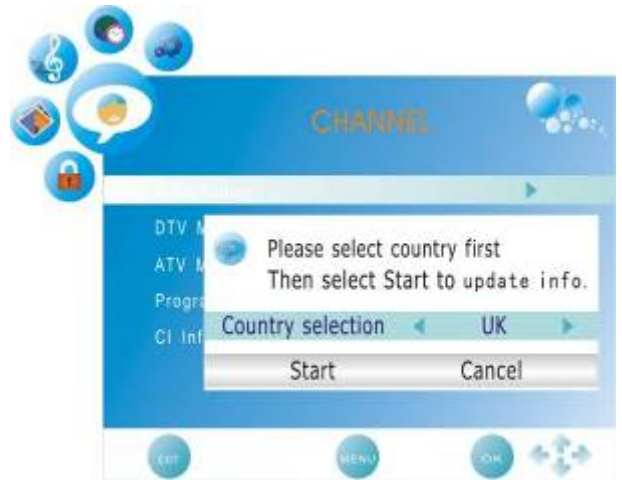 CHANNEL
DTV M
ATV M
Progra
CI Inf
Please select country first
Then select Start to update info.
Country selection UK
Start Cancel
EXIT MENU OK